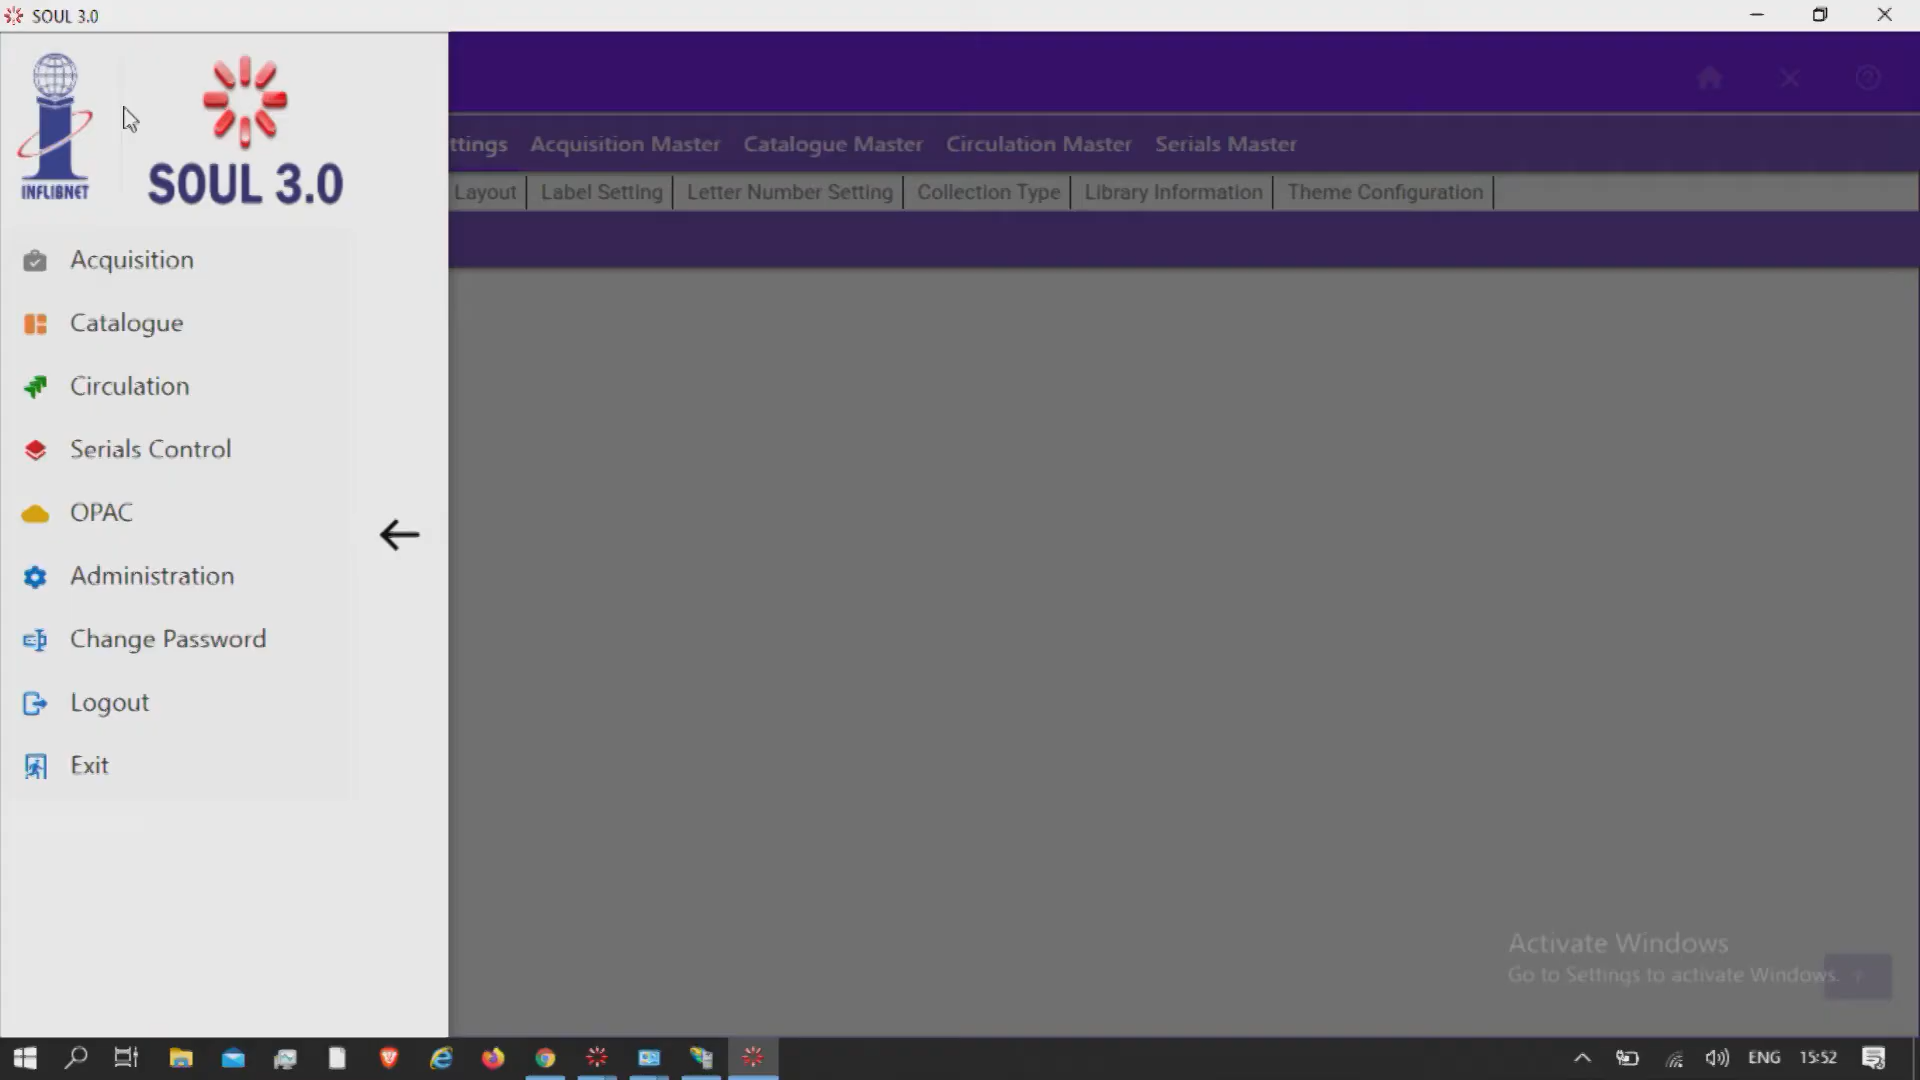 SOUL 3.0
INFLIBNET
SOUL 3.0
ttings Acquisition Master Catalogue Master Circulation Master Serials Master
Layout Label Setting Letter Number Setting Collection Type Library Information Theme Configuration
Acquisition
Catalogue
Circulation
Serials Control
OPAC
Administration
Change Password
Logout
Exit
Activate Windows
Go to Settings to activate Windows.
ENG 15:52